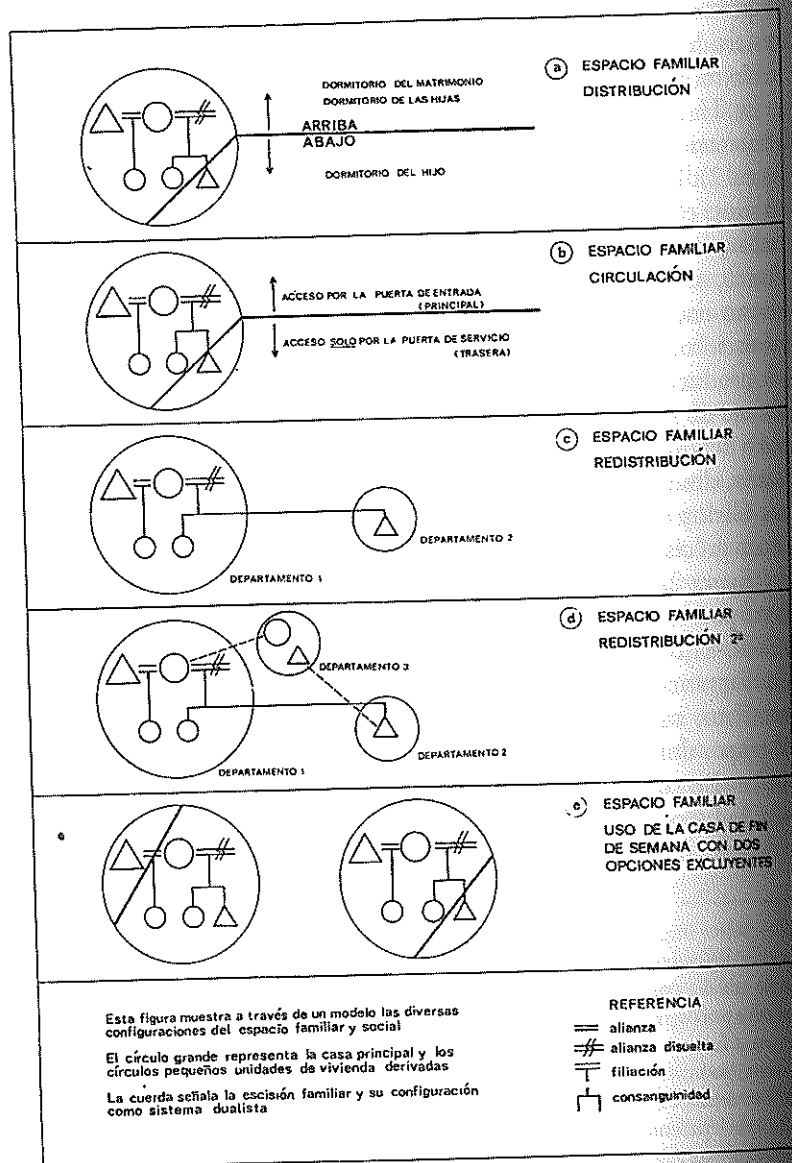 a ESPACIO FAMILIAR
DISTRIBUCIÓN
DORMITORIO DEL MATRIMONIO
DORMITORIO DE LAS HIJAS
ARRIBA
ABAJO
DORMITORIO DEL HIJO
b ESPACIO FAMILIAR
CIRCULACIÓN
ACCESO POR LA PUERTA DE ENTRADA
(PRINCIPAL)
ACCESO SOLO POR LA PUERTA DE SERVICIO
(TRASERA)
c ESPACIO FAMILIAR
REDISTRIBUCIÓN
DEPARTAMENTO 2
DEPARTAMENTO 1
d ESPACIO FAMILIAR
REDISTRIBUCIÓN 2ª
DEPARTAMENTO 3
DEPARTAMENTO 2
DEPARTAMENTO 1
e ESPACIO FAMILIAR
USO DE LA CASA DE FIN
DE SEMANA CON DOS
OPCIONES EXCLUYENTES
Esta figura muestra a través de un modelo las diversas
configuraciones del espacio familiar y social
El círculo grande representa la casa principal y los
círculos pequeños unidades de vivienda derivadas
La cuerda señala la escisión familiar y su configuración
como sistema dualista
REFERENCIA
alianza
alianza disuelta
filiación
consanguinidad